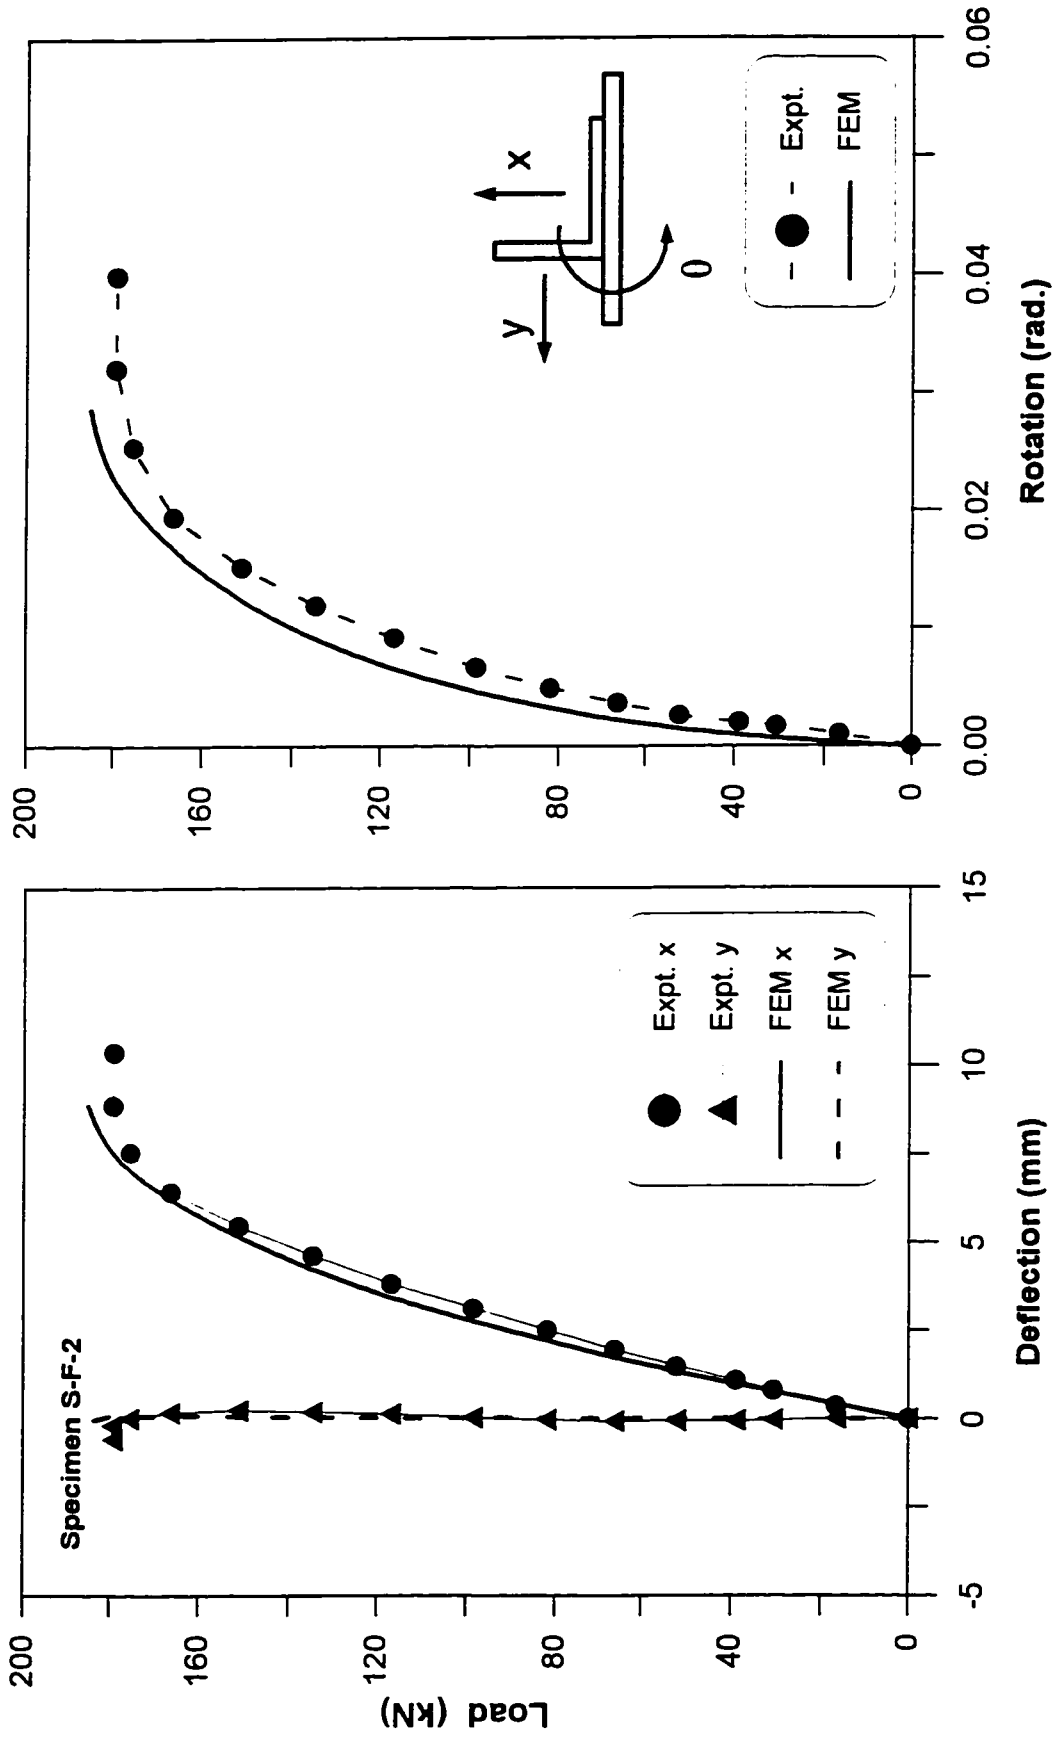 Specimen S-F-2
Load (kN)
200
160
120
80
40
0
-5
0
5
10
15
Deflection (mm)
Expt. x
Expt. y
FEM x
FEM y
200
160
120
80
40
0
0.00
0.02
0.04
0.06
Rotation (rad.)
y
x
θ
Expt.
FEM